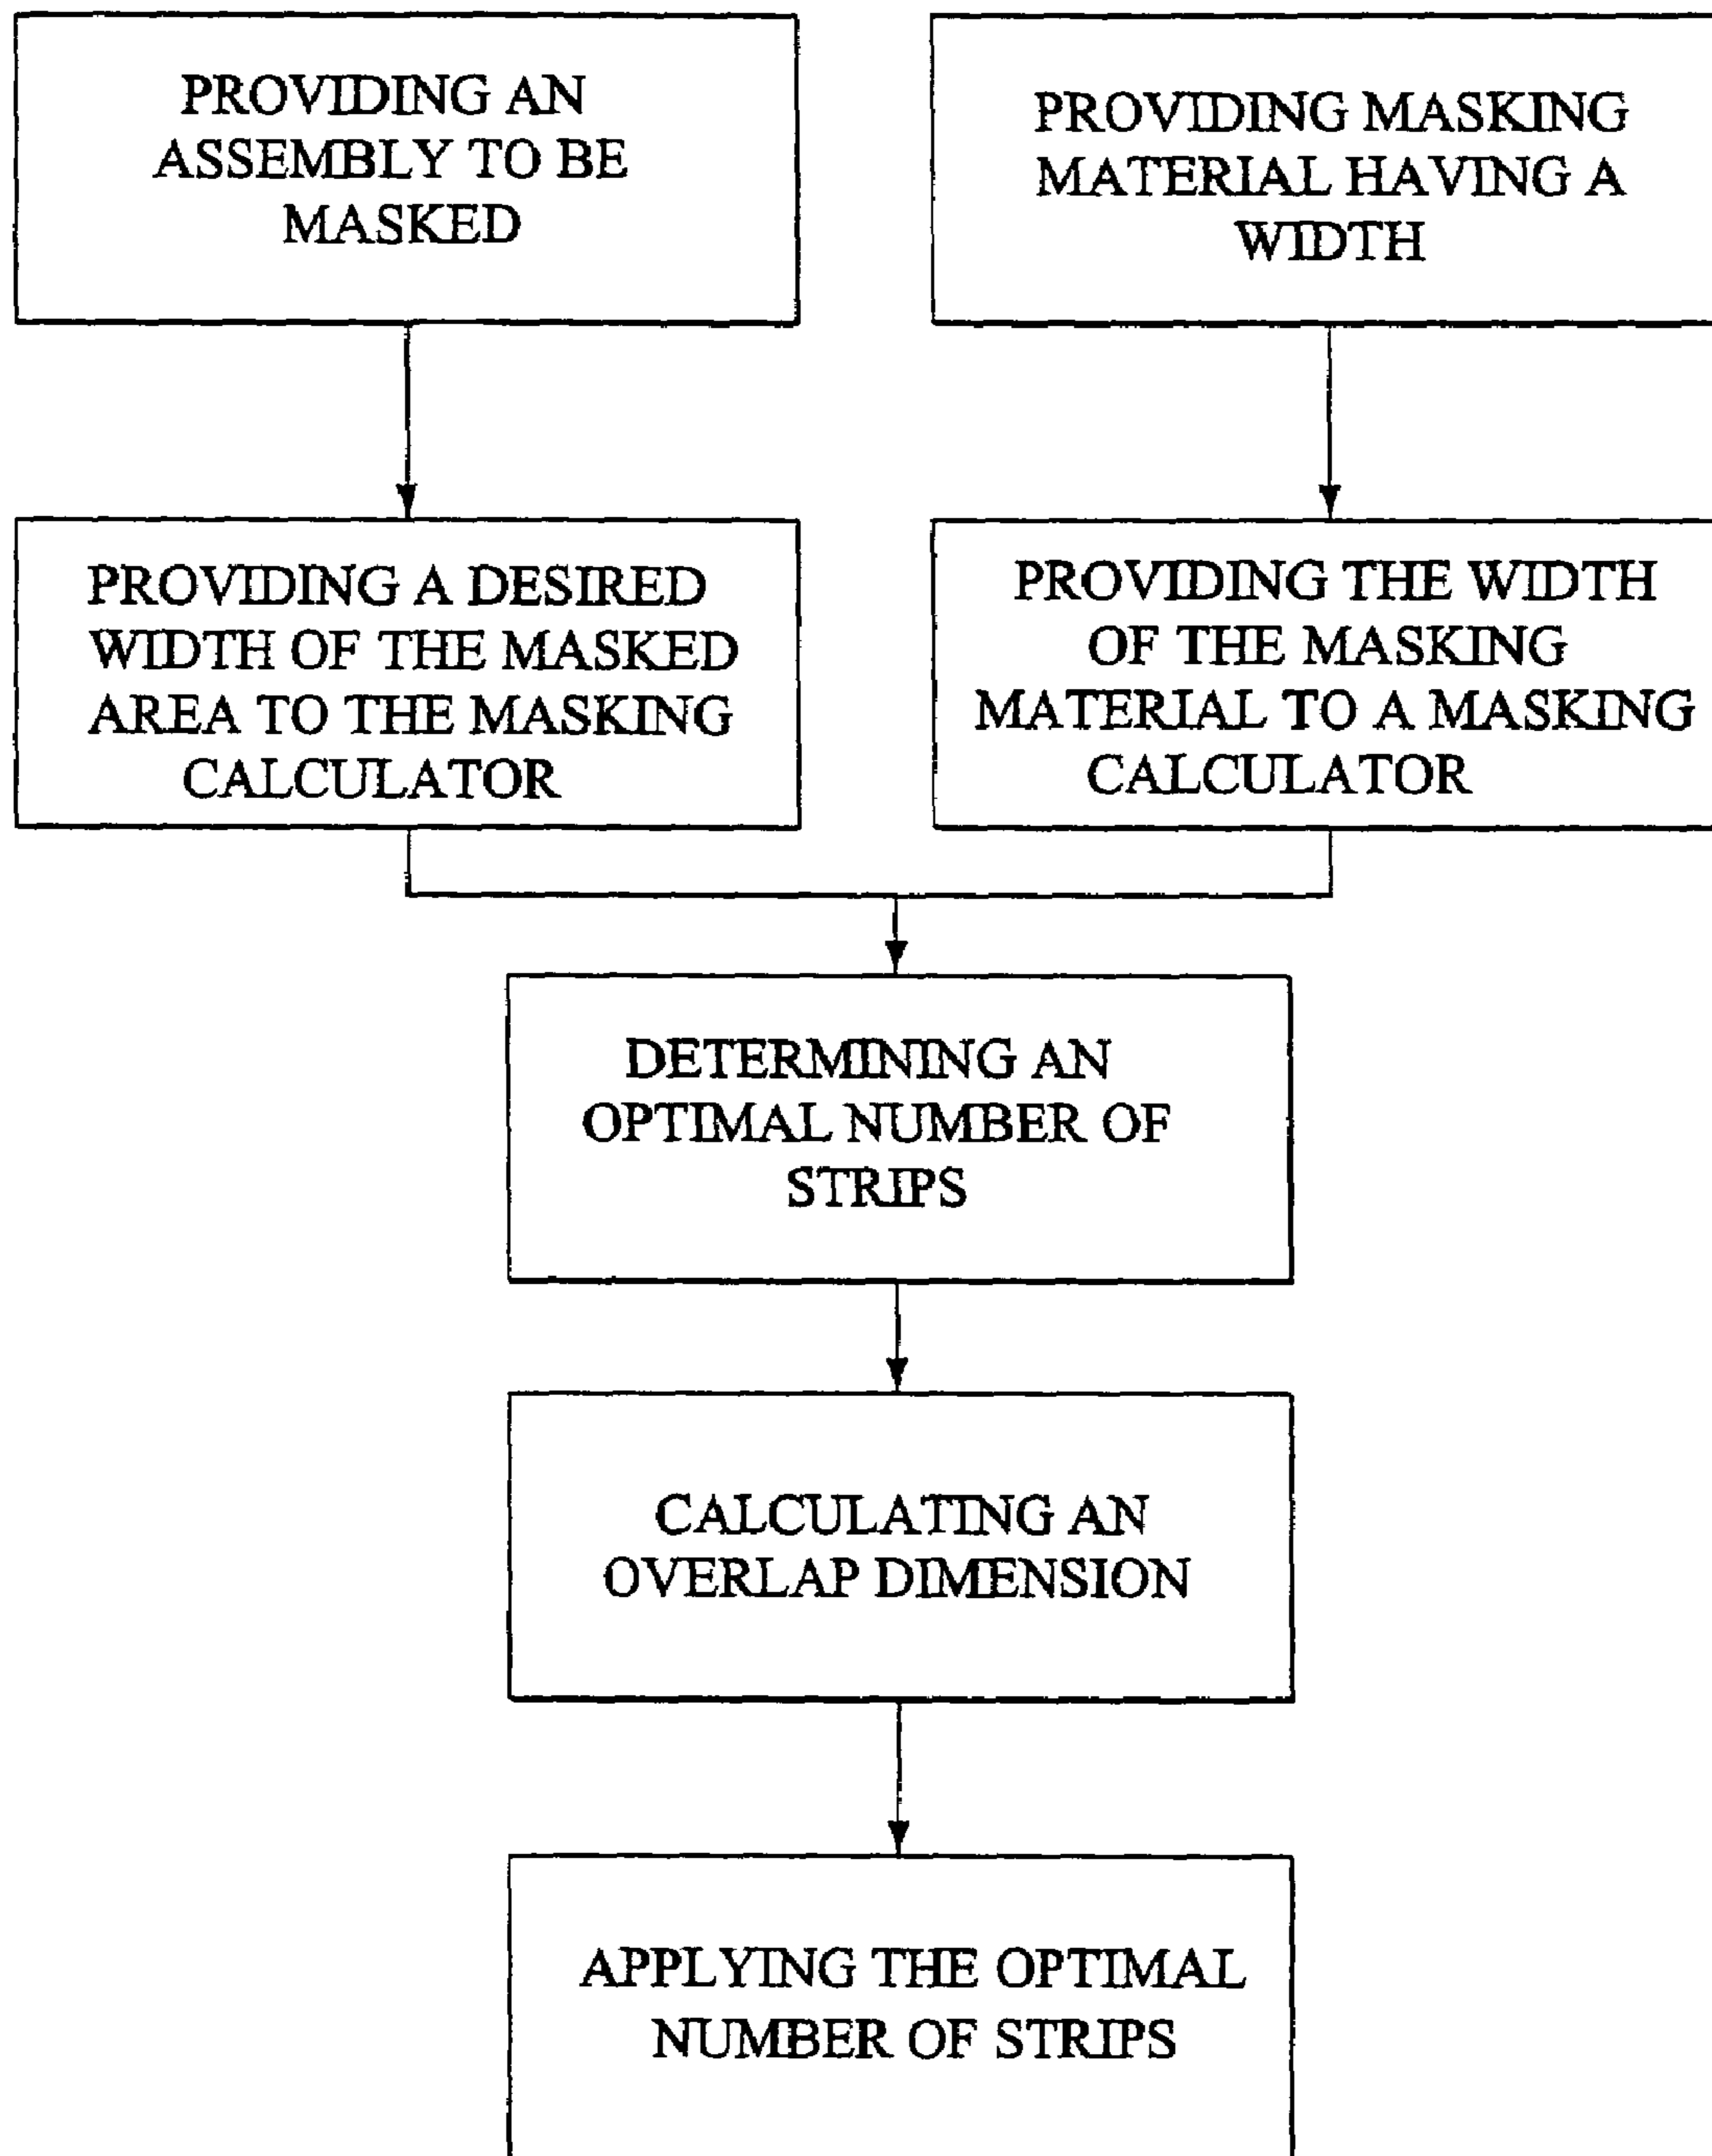 PROVIDING AN
ASSEMBLY TO BE
MASKED
PROVIDING MASKING
MATERIAL HAVING A
WIDTH
PROVIDING A DESIRED
WIDTH OF THE MASKED
AREA TO THE MASKING
CALCULATOR
PROVIDING THE WIDTH
OF THE MASKING
MATERIAL TO A MASKING
CALCULATOR
DETERMINING AN
OPTIMAL NUMBER OF
STRIPS
CALCULATING AN
OVERLAP DIMENSION
APPLYING THE OPTIMAL
NUMBER OF STRIPS